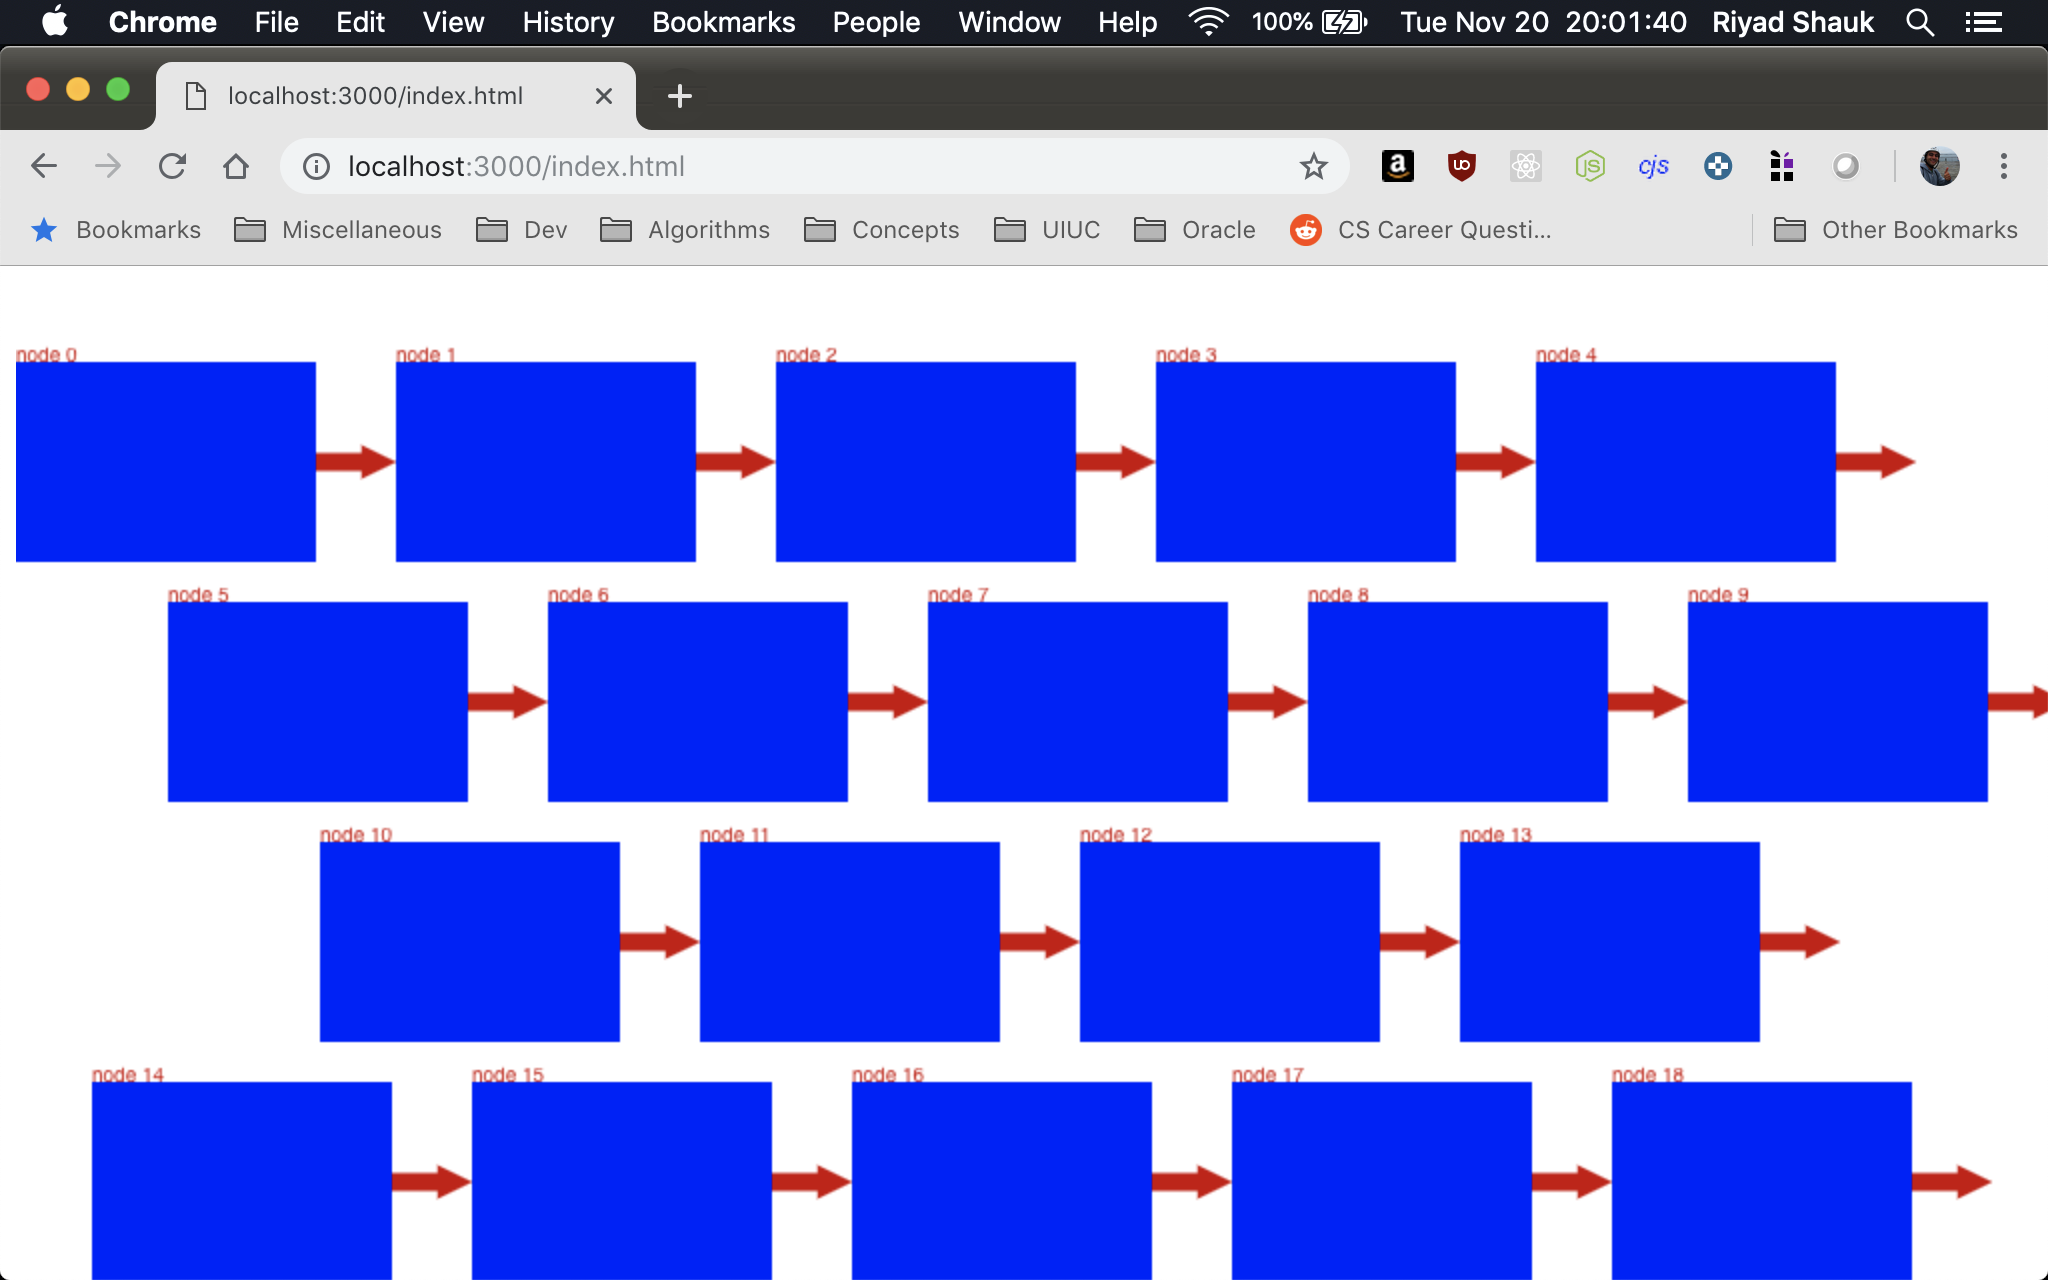 Chrome File Edit View History Bookmarks People Window Help 100% Tue Nov 20 20:01:40 Riyad Shauk
localhost:3000/index.html
localhost:3000/index.html a UO JS cjs
Bookmarks Miscellaneous Dev Algorithms Concepts UIUC Oracle CS Career Questi... Other Bookmarks
node 0 node 1 node 2 node 3 node 4
node 5 node 6 node 7 node 8 node 9
node 10 node 11 node 12 node 13
node 14 node 15 node 16 node 17 node 18